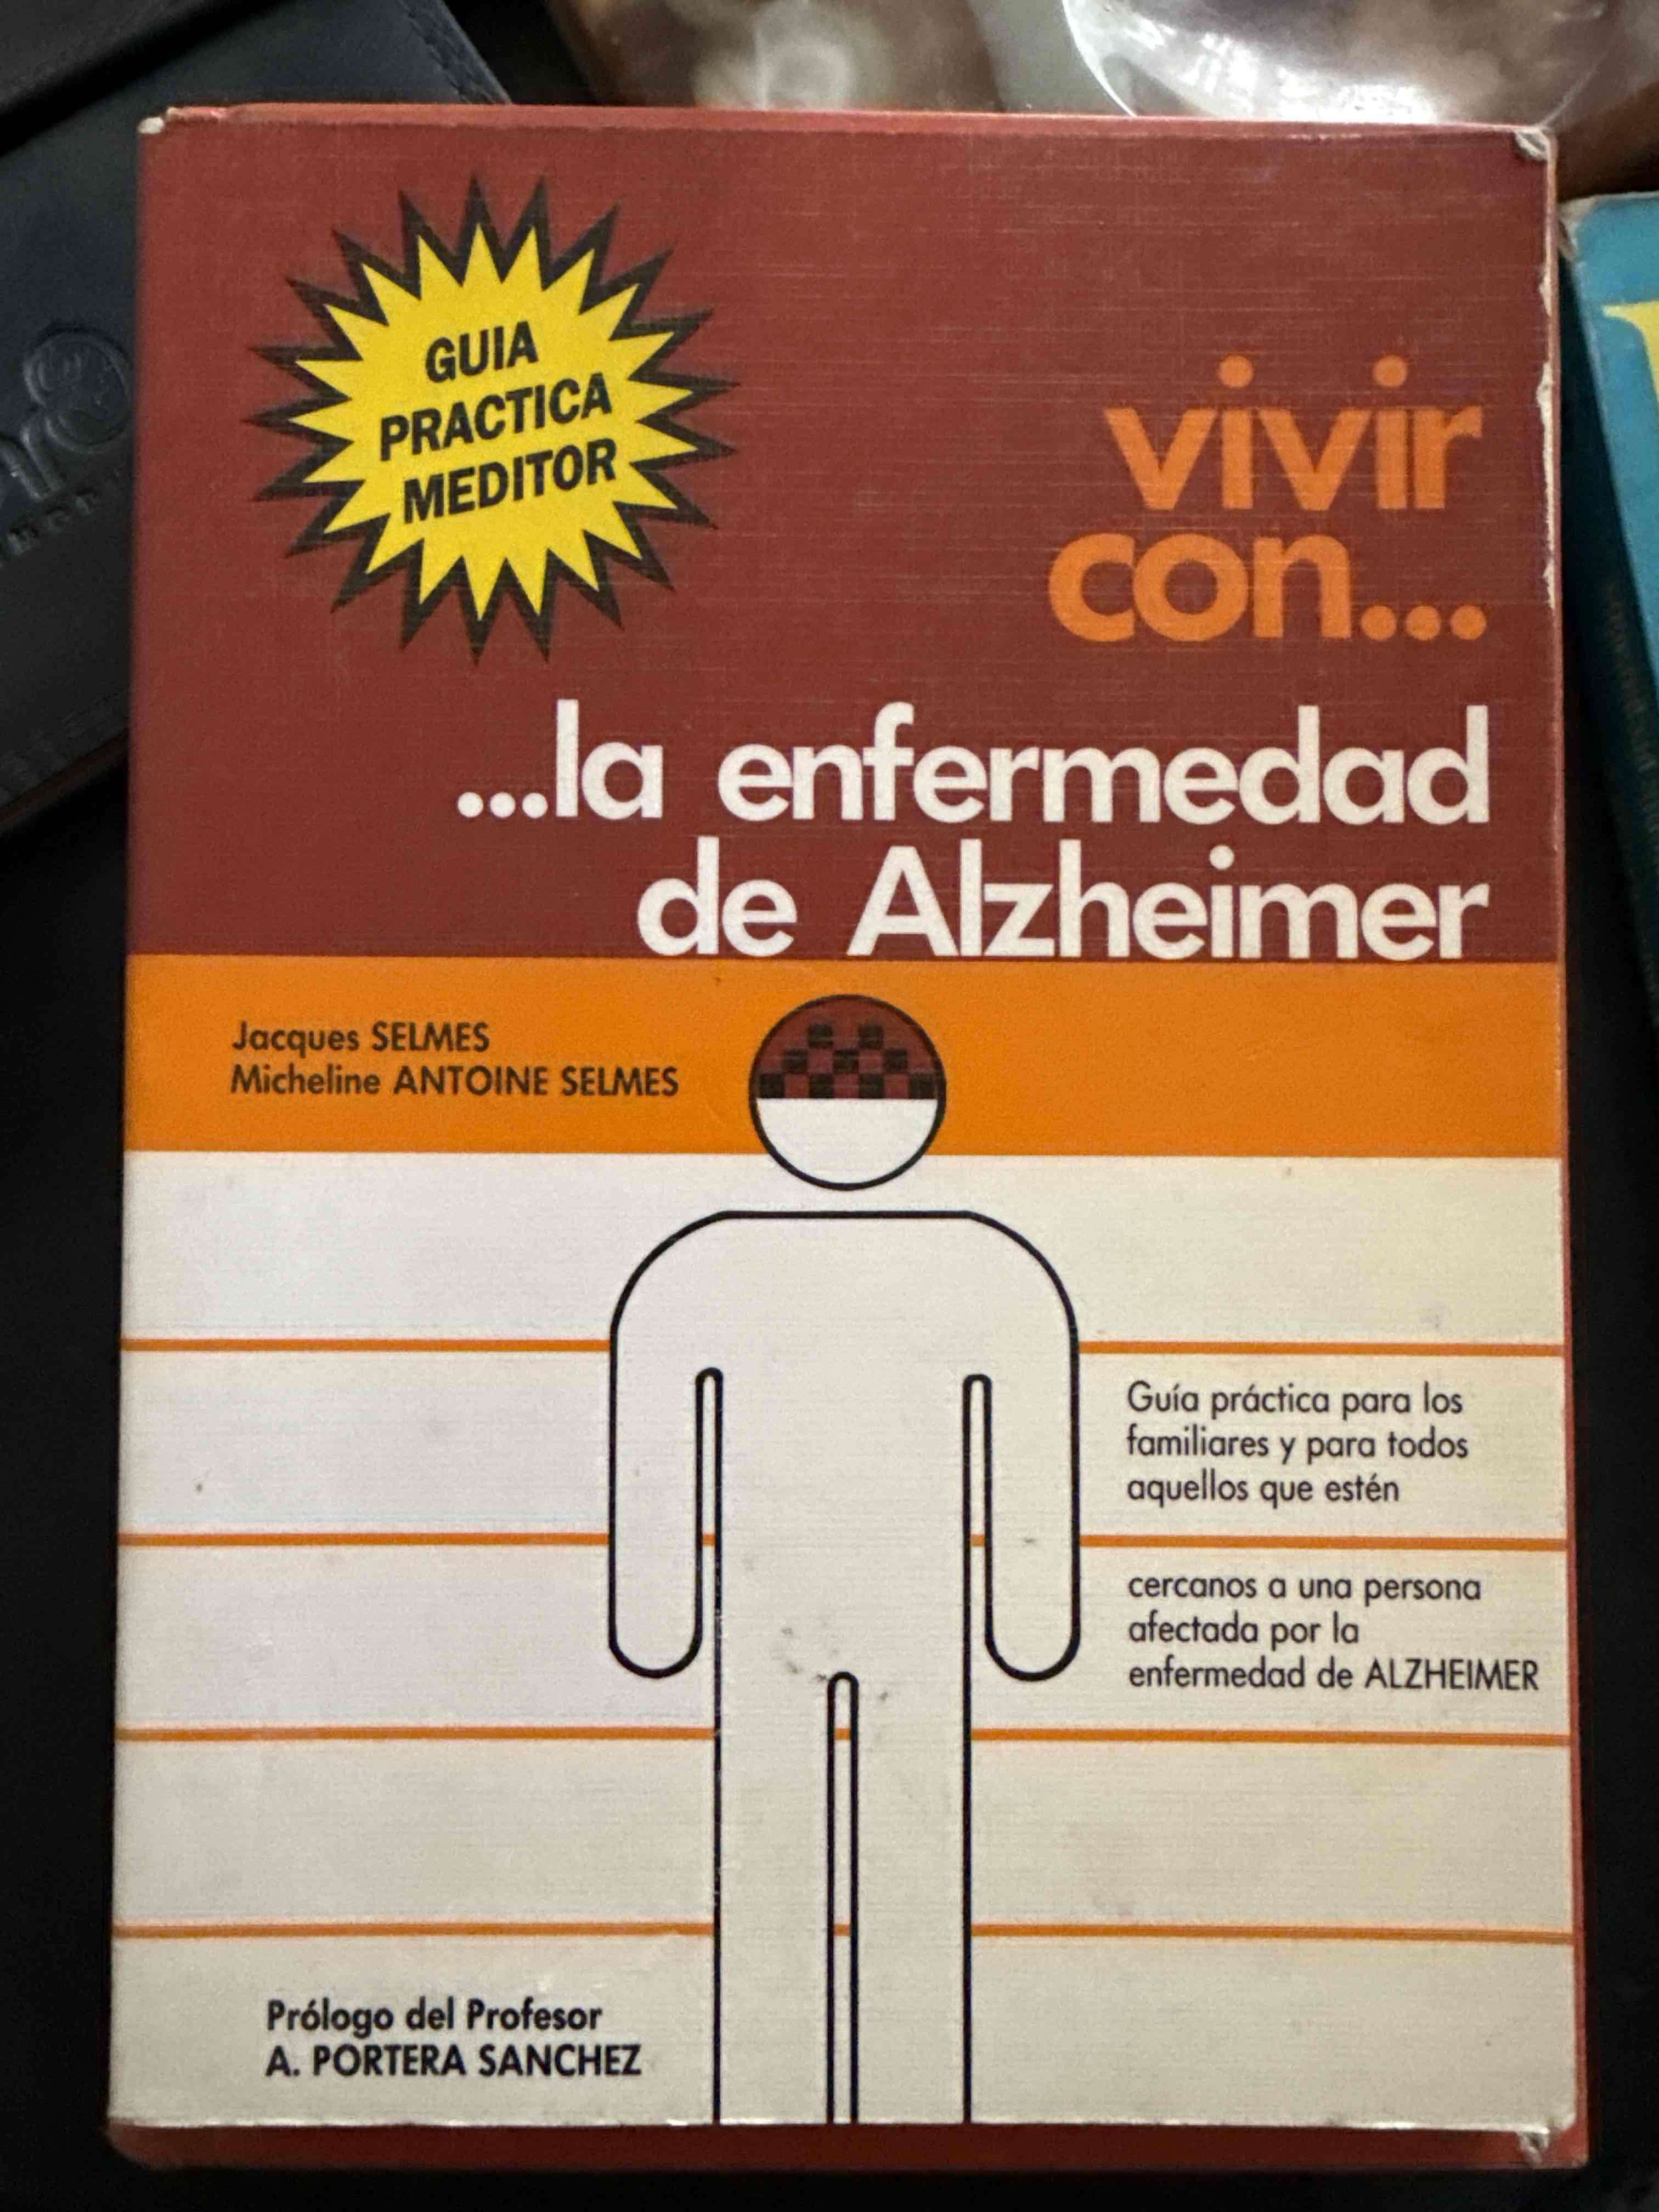 GUIA
PRACTICA
MEDITOR
vivir
con...
...la enfermedad
de Alzheimer
Jacques SELMES
Micheline ANTOINE SELMES
Guía práctica para los
familiares y para todos
aquellos que estén
cercanos a una persona
afectada por la
enfermedad de ALZHEIMER
Prólogo del Profesor
A. PORTERA SANCHEZ